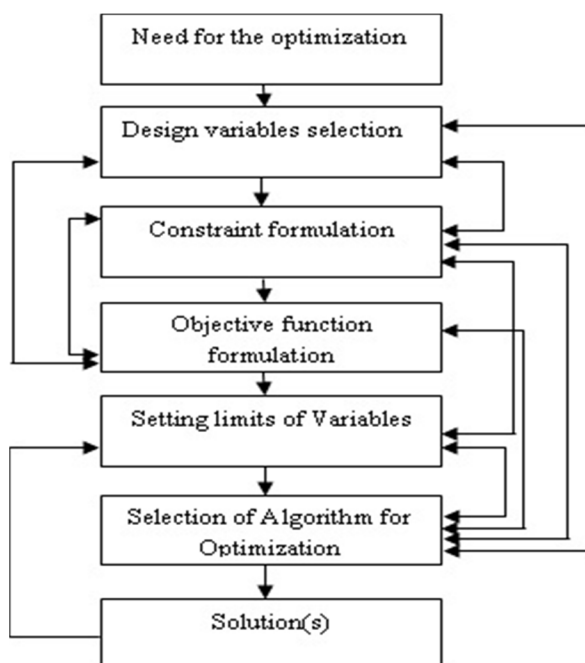 Need for the optimization
Design variables selection
Constraint formulation
Objective function
formulation
Setting limits of Variables
Selection of Algorithm for
Optimization
Solution(s)